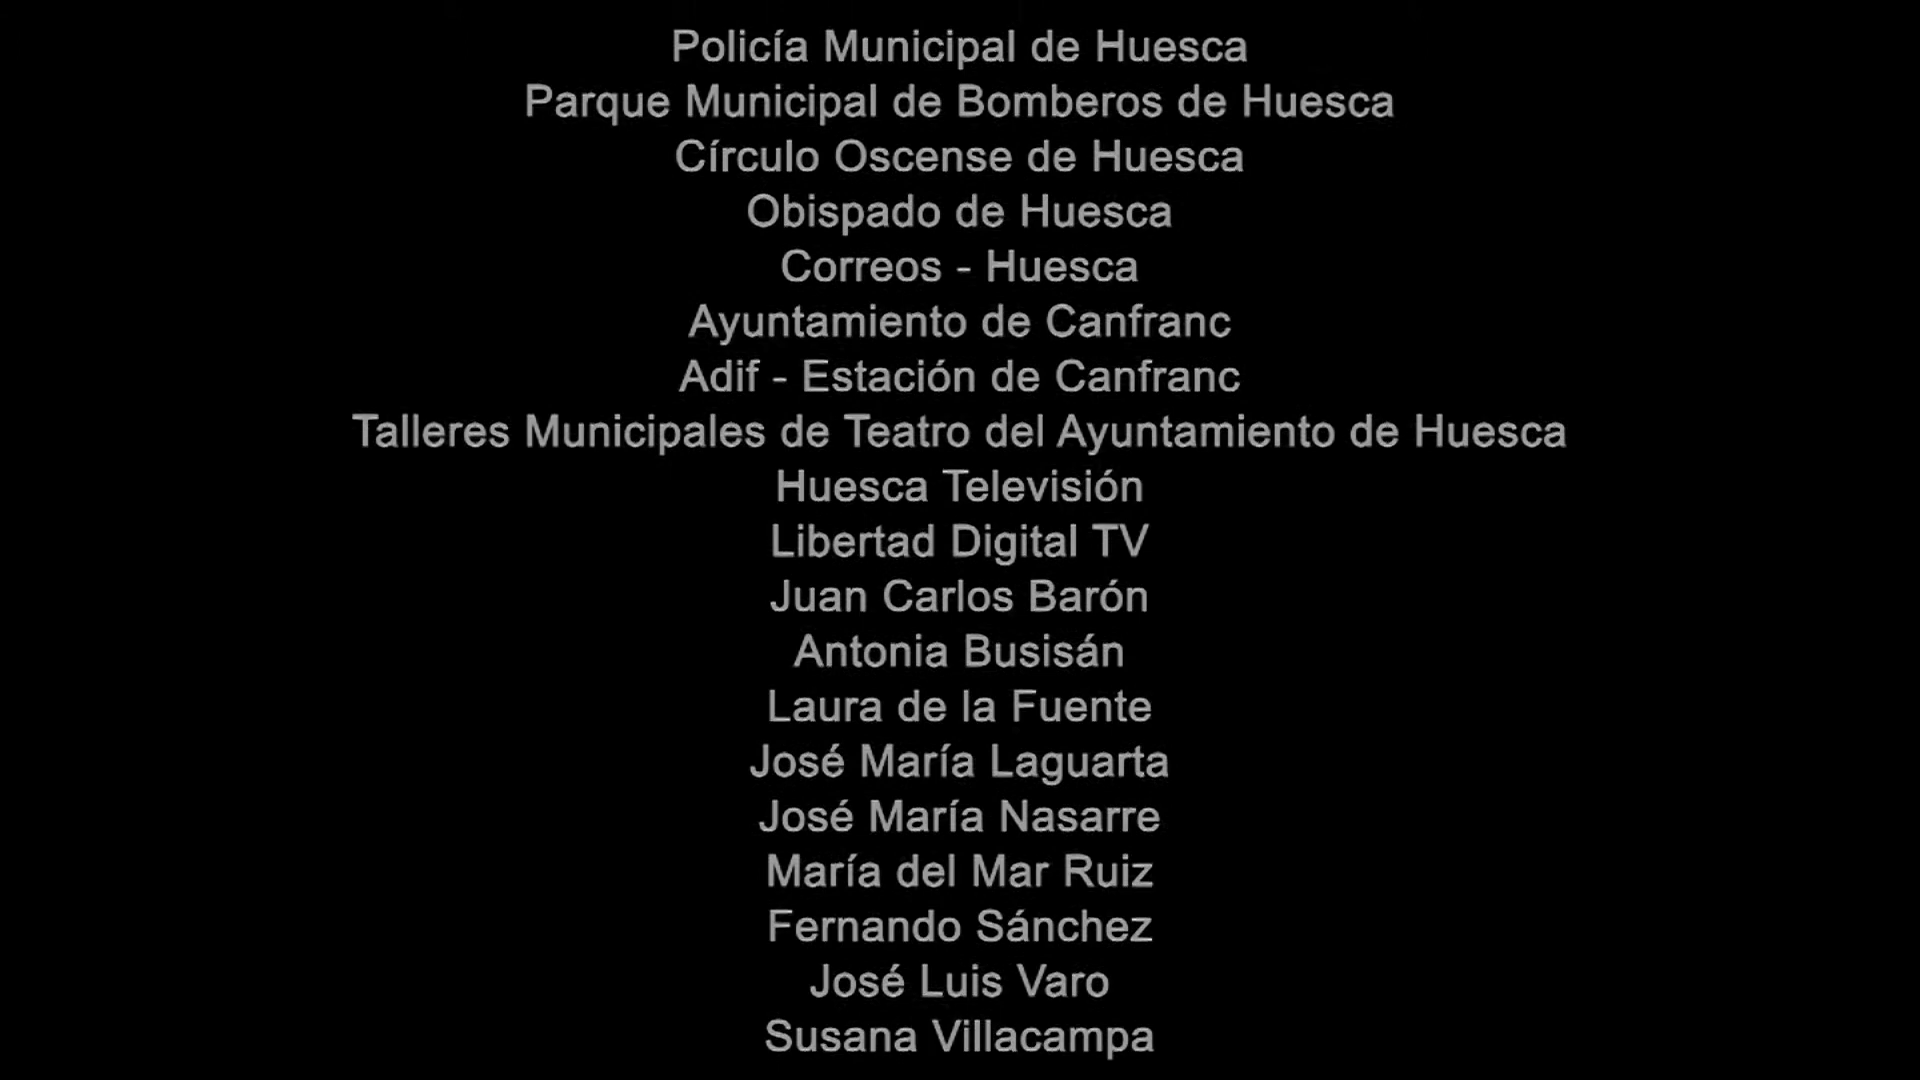 Policía Municipal de Huesca
Parque Municipal de Bomberos de Huesca
Círculo Oscense de Huesca
Obispado de Huesca
Correos - Huesca
Ayuntamiento de Canfranc
Adif - Estación de Canfranc
Talleres Municipales de Teatro del Ayuntamiento de Huesca
Huesca Televisión
Libertad Digital TV
Juan Carlos Barón
Antonia Busisán
Laura de la Fuente
José María Laguarta
José María Nasarre
María del Mar Ruiz
Fernando Sánchez
José Luis Varo
Susana Villacampa